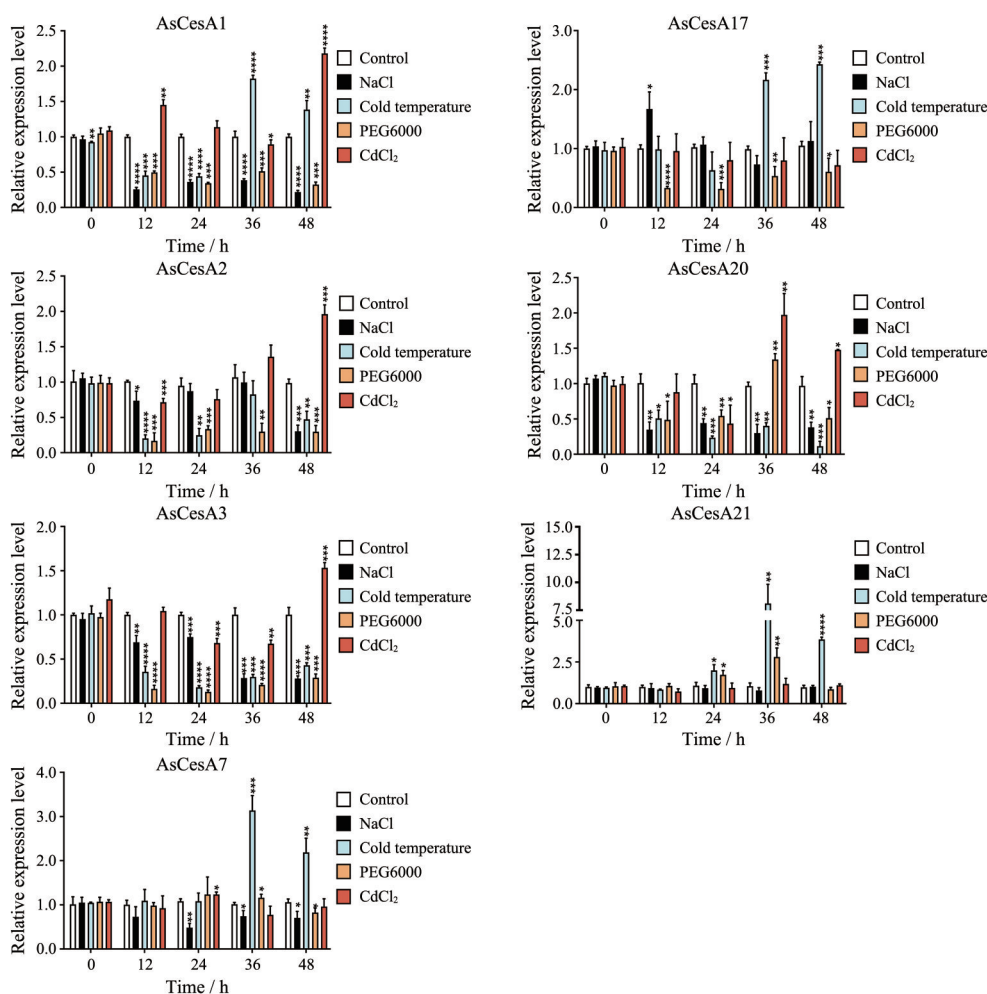 AsCesA1
Relative expression level
2.5
2.0
1.5
1.0
0.5
0.0
** **** **** *** ** **** **** *** **** **** **** * **** ** *** ****
0 12 24 36 48
Time / h
Control
NaCl
Cold temperature
PEG6000
CdCl₂
AsCesA17
Relative expression level
3.0
2.0
1.0
0.0
* **** *** *** ** *** *
0 12 24 36 48
Time / h
Control
NaCl
Cold temperature
PEG6000
CdCl₂
AsCesA2
Relative expression level
2.5
2.0
1.5
1.0
0.5
0.0
* **** *** *** ** *** ** *** ** *** ***
0 12 24 36 48
Time / h
Control
NaCl
Cold temperature
PEG6000
CdCl₂
AsCesA20
Relative expression level
2.5
2.0
1.5
1.0
0.5
0.0
** * * ** *** ** * ** *** ** ** ** **** * *
0 12 24 36 48
Time / h
Control
NaCl
Cold temperature
PEG6000
CdCl₂
AsCesA3
Relative expression level
2.0
1.5
1.0
0.5
0.0
** **** **** *** **** **** *** *** **** **** *** *** **** *** ***
0 12 24 36 48
Time / h
Control
NaCl
Cold temperature
PEG6000
CdCl₂
AsCesA21
Relative expression level
15.0
12.5
10.0
7.5
5.0
2.5
0.0
* * ** ** ****
0 12 24 36 48
Time / h
Control
NaCl
Cold temperature
PEG6000
CdCl₂
AsCesA7
Relative expression level
4.0
3.0
2.0
1.0
0.0
** * * *** * * ** *
0 12 24 36 48
Time / h
Control
NaCl
Cold temperature
PEG6000
CdCl₂